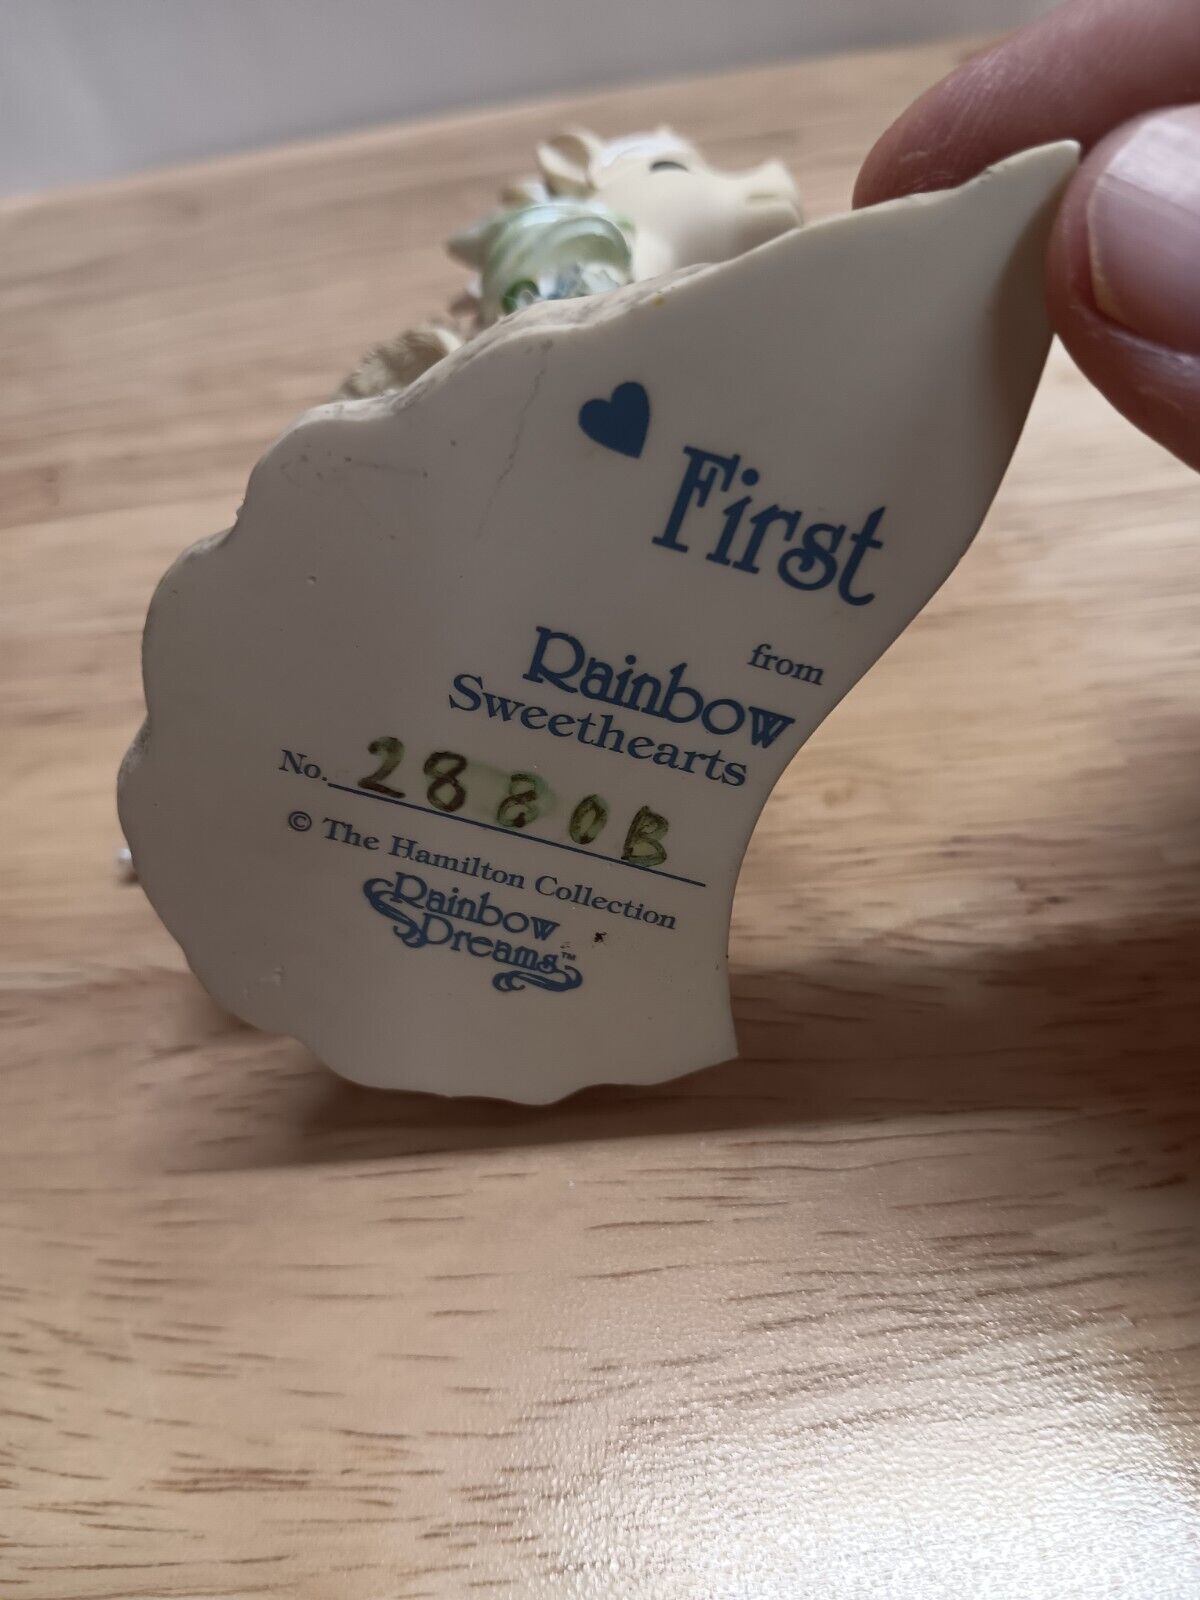 ♥ First
from
Rainbow
Sweethearts
No. 2880B
© The Hamilton Collection
Rainbow
Dreams™